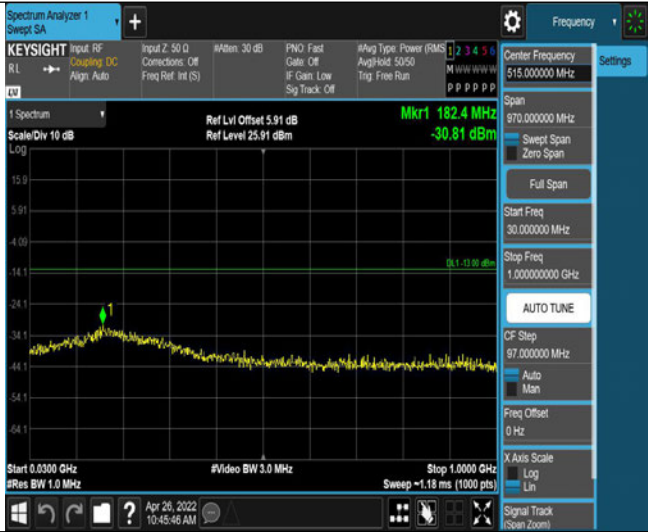 Spectrum Analyzer 1
Swept SA
Frequency
KEYSIGHT
Input: RF
Input Z: 50 Ω
#Atten: 30 dB
PNO: Fast
#Avg Type: Power (RMS
1 2 3 4 5 6
RL
Coupling: DC
Corrections: Off
Gate: Off
Avg|Hold: 50/50
M W W W W W
Align: Auto
Freq Ref: Int (S)
IF Gain: Low
Trig: Free Run
Sig Track: Off
P P P P P P
Center Frequency
515.000000 MHz
Settings
1 Spectrum
Ref Lvl Offset 5.91 dB
Mkr1 182.4 MHz
Scale/Div 10 dB
Ref Level 25.91 dBm
-30.81 dBm
Log
Span
970.000000 MHz
Swept Span
Zero Span
Full Span
15.9
5.91
-4.09
-14.1
-24.1
-34.1
-44.1
-54.1
-64.1
DL1 -13.00 dBm
1
Start Freq
30.000000 MHz
Stop Freq
1.000000000 GHz
AUTO TUNE
CF Step
97.000000 MHz
Auto
Man
Freq Offset
0 Hz
X Axis Scale
Log
Lin
Signal Track
(Span Zoom)
Start 0.0300 GHz
#Video BW 3.0 MHz
Stop 1.0000 GHz
#Res BW 1.0 MHz
Sweep ~1.18 ms (1000 pts)
?
Apr 26, 2022
10:45:46 AM